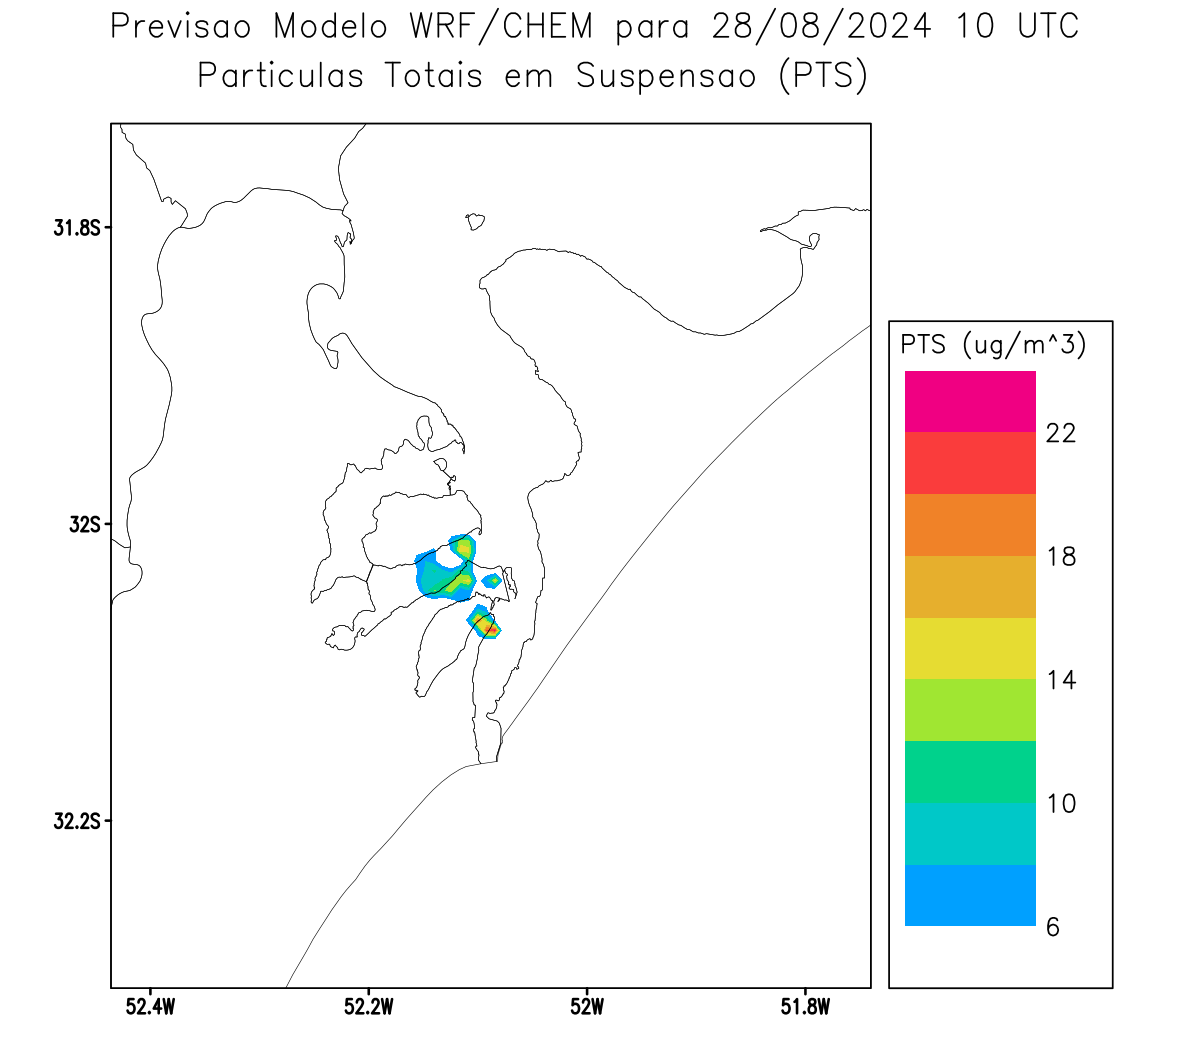 Previsao Modelo WRF/CHEM para 28/08/2024 10 UTC
Particulas Totais em Suspensao (PTS)
31.8S
32S
32.2S
52.4W
52.2W
52W
51.8W
PTS (ug/m^3)
22
18
14
10
6